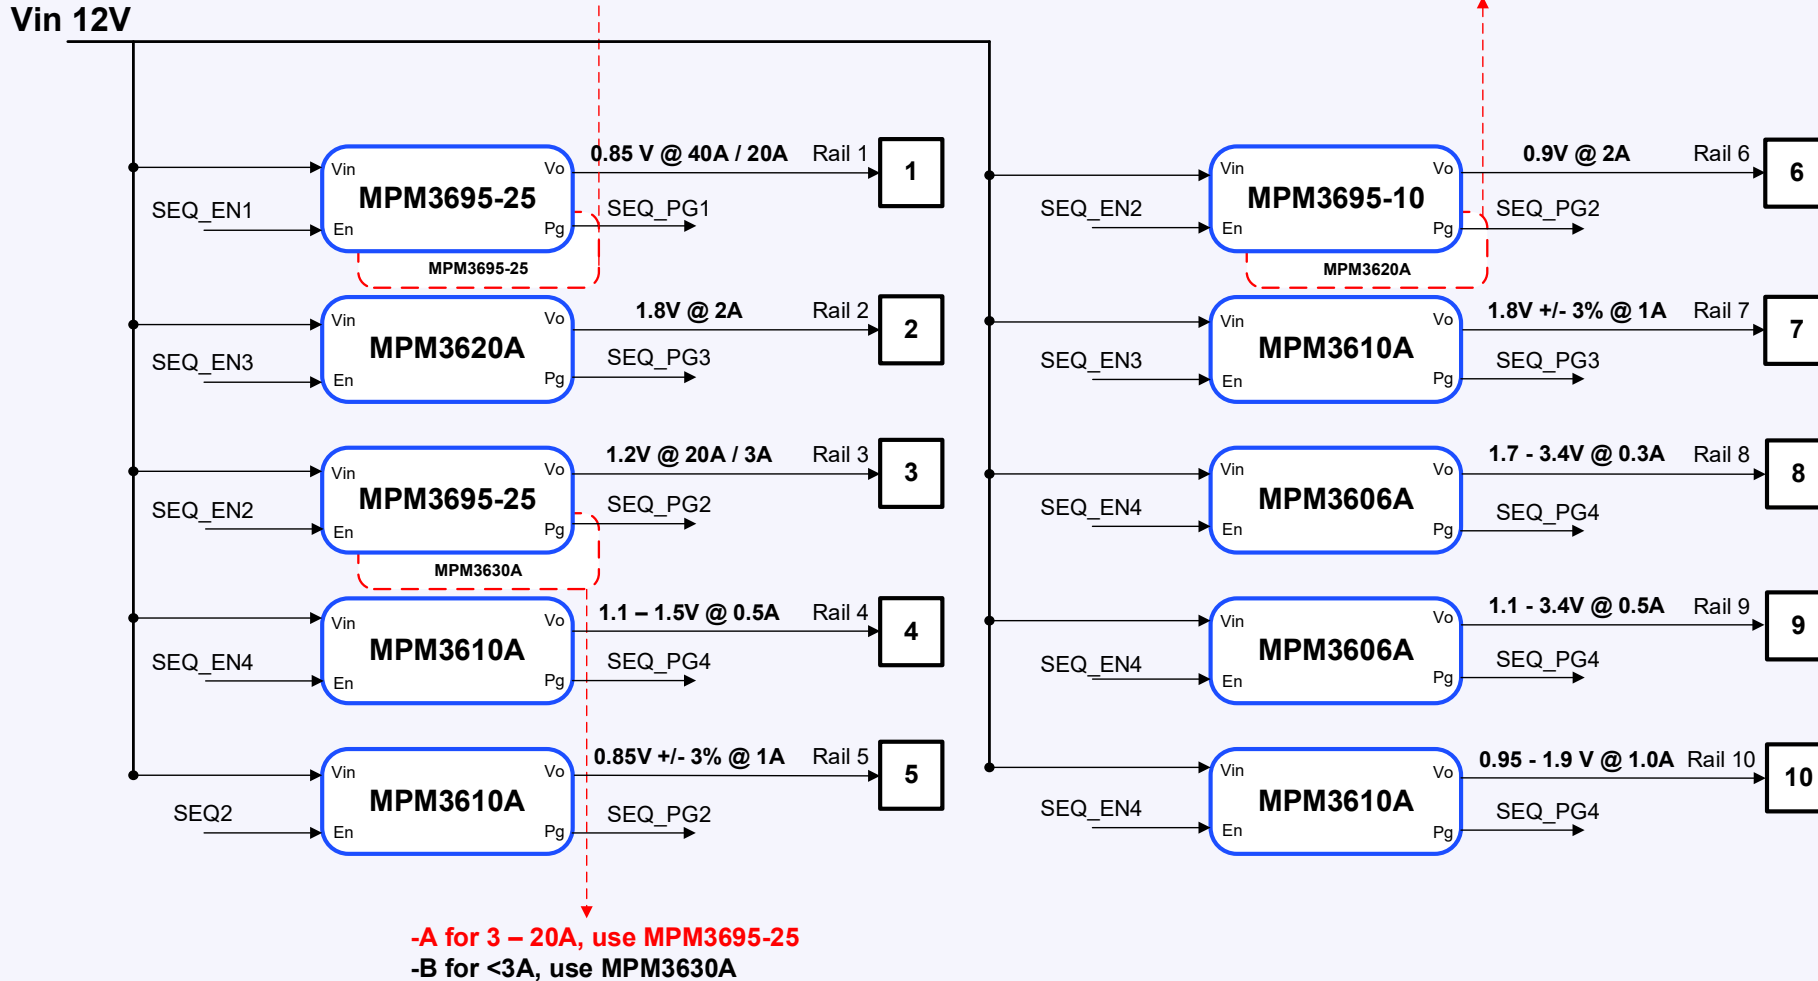 Vin 12V
Vin
Vo
MPM3695-25
En
Pg
SEQ_EN1
0.85 V @ 40A / 20A
Rail 1
1
SEQ_PG1
MPM3695-25
Vin
Vo
MPM3620A
En
Pg
SEQ_EN3
1.8V @ 2A
Rail 2
2
SEQ_PG3
Vin
Vo
MPM3695-25
En
Pg
SEQ_EN2
1.2V @ 20A / 3A
Rail 3
3
SEQ_PG2
MPM3630A
Vin
Vo
MPM3610A
En
Pg
SEQ_EN4
1.1 – 1.5V @ 0.5A
Rail 4
4
SEQ_PG4
Vin
Vo
MPM3610A
En
Pg
SEQ2
0.85V +/- 3% @ 1A
Rail 5
5
SEQ_PG2
-A for 3 – 20A, use MPM3695-25
-B for <3A, use MPM3630A
Vin
Vo
MPM3695-10
En
Pg
SEQ_EN2
0.9V @ 2A
Rail 6
6
SEQ_PG2
MPM3620A
Vin
Vo
MPM3610A
En
Pg
SEQ_EN3
1.8V +/- 3% @ 1A
Rail 7
7
SEQ_PG3
Vin
Vo
MPM3606A
En
Pg
SEQ_EN4
1.7 - 3.4V @ 0.3A
Rail 8
8
SEQ_PG4
Vin
Vo
MPM3606A
En
Pg
SEQ_EN4
1.1 - 3.4V @ 0.5A
Rail 9
9
SEQ_PG4
Vin
Vo
MPM3610A
En
Pg
SEQ_EN4
0.95 - 1.9 V @ 1.0A
Rail 10
10
SEQ_PG4